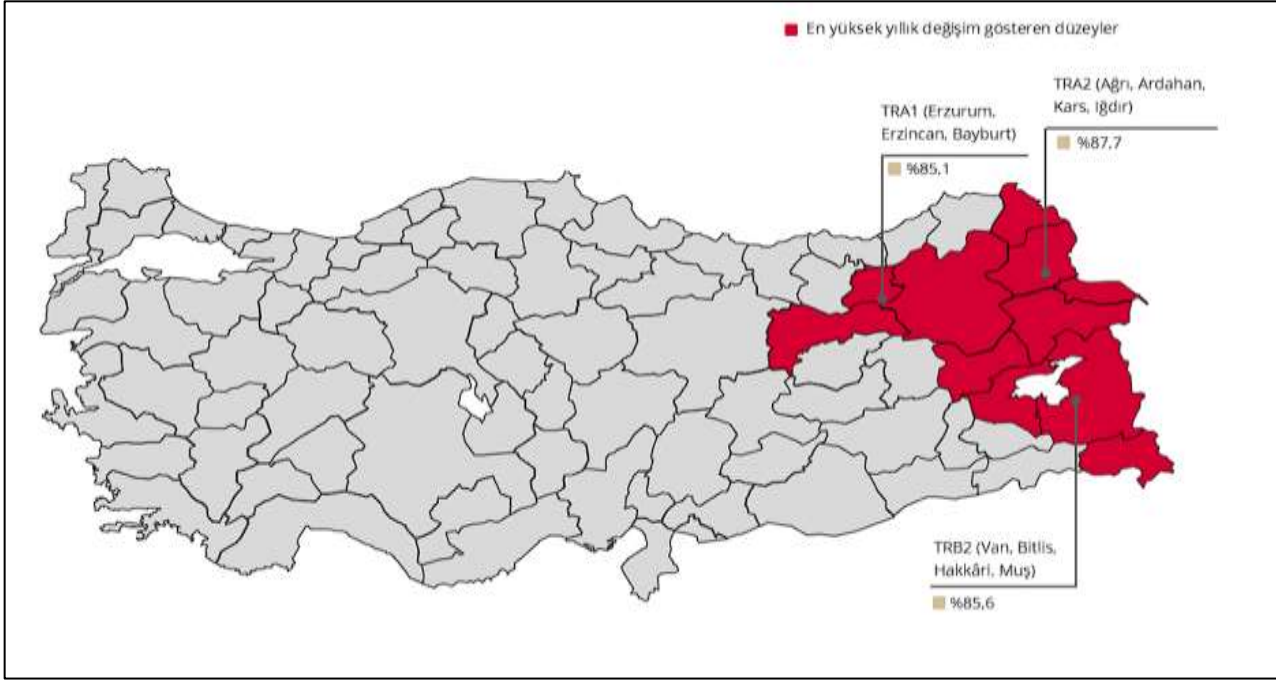 En yüksek yıllık değişim gösteren düzeyler
TRA2 (Ağrı, Ardahan,
Kars, Iğdır)
%87,7
TRA1 (Erzurum,
Erzincan, Bayburt)
%85,1
TRB2 (Van, Bitlis,
Hakkâri, Muş)
%85,6